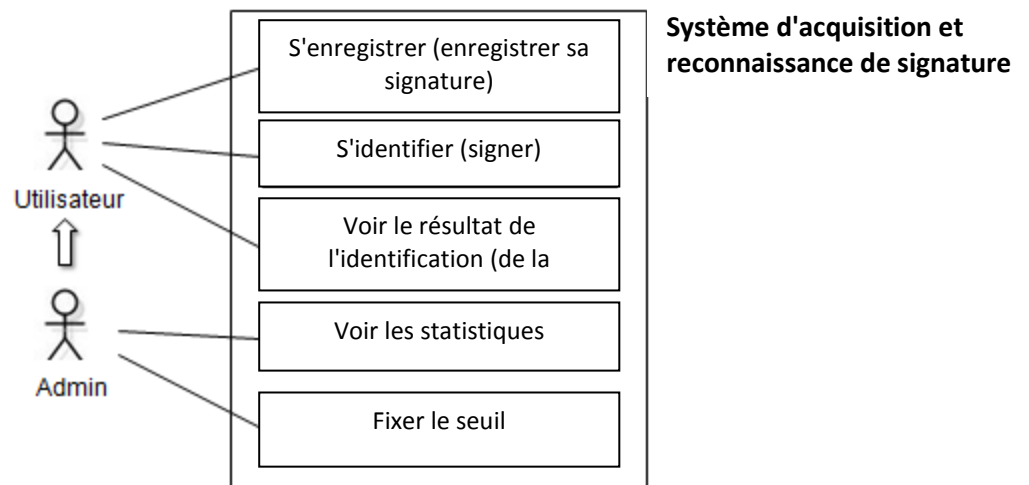 Système d'acquisition et
reconnaissance de signature
S'enregistrer (enregistrer sa
signature)
S'identifier (signer)
Utilisateur
Voir le résultat de
l'identification (de la
Voir les statistiques
Admin
Fixer le seuil